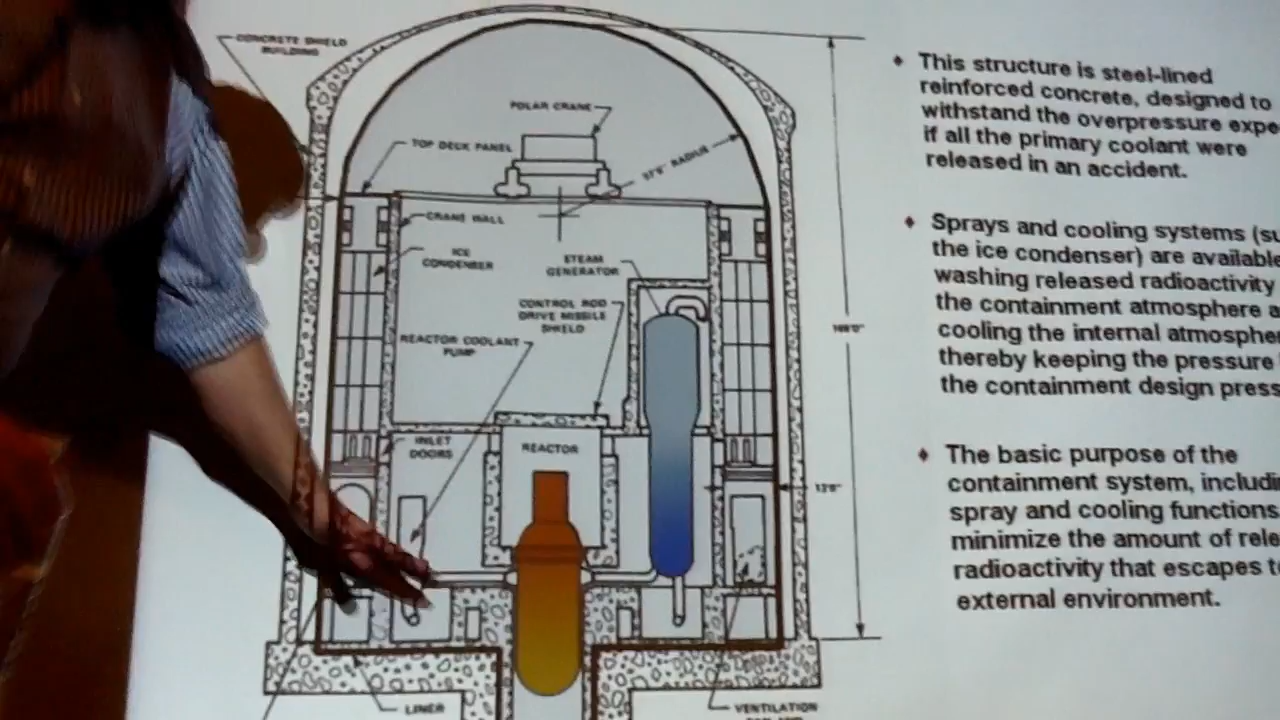 CONCRETE SHIELD
BUILDING
POLAR CRANE
TOP DECK PANEL
57'6" RADIUS
CRANE WALL
ICE
CONDENSER
STEAM
GENERATOR
CONTROL ROD
DRIVE MISSILE
SHIELD
REACTOR COOLANT
PUMP
INLET
DOORS
REACTOR
LINER
VENTILATION
♦ This structure is steel-lined
reinforced concrete, designed to
withstand the overpressure expe
if all the primary coolant were
released in an accident.
♦ Sprays and cooling systems (su
the ice condenser) are available
washing released radioactivity
the containment atmosphere a
cooling the internal atmosphe
thereby keeping the pressure
the containment design press
♦ The basic purpose of the
containment system, includi
spray and cooling functions
minimize the amount of rele
radioactivity that escapes t
external environment.